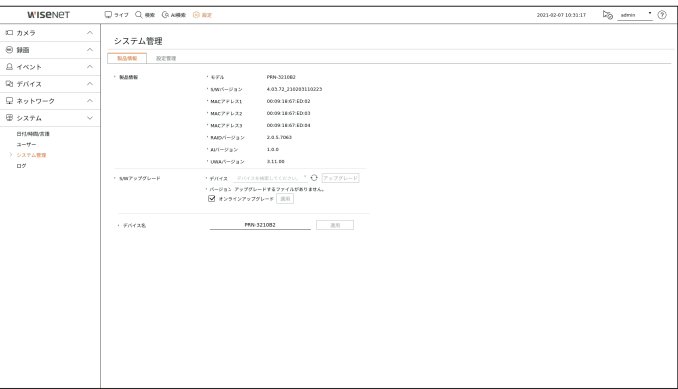 WISENET
ライブ 検索 AI検索 設定 2021-02-07 10:31:17 admin
カメラ
録画
イベント
デバイス
ネットワーク
システム
日付/時間/言語
ユーザー
システム管理
ログ
システム管理
製品情報 設定管理
製品情報
モデル PRN-3210B2
S/Wバージョン 4.03.72_210203110223
MACアドレス1 00:09:18:67:ED:02
MACアドレス2 00:09:18:67:ED:03
MACアドレス3 00:09:18:67:ED:04
RAIDバージョン 2.0.5.7063
AIバージョン 1.0.0
UWAバージョン 3.11.00
S/Wアップグレード
デバイス デバイスを検索してください。 アップグレード
バージョン アップグレードするファイルがありません。
オンラインアップグレード 適用
デバイス名 PRN-3210B2 適用